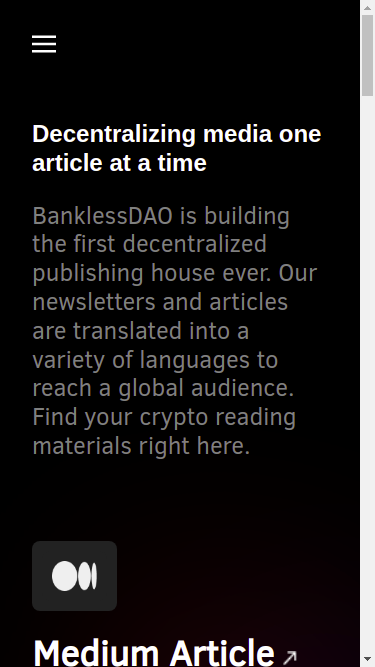 Decentralizing media one
article at a time
BanklessDAO is building
the first decentralized
publishing house ever. Our
newsletters and articles
are translated into a
variety of languages to
reach a global audience.
Find your crypto reading
materials right here.
Medium Article